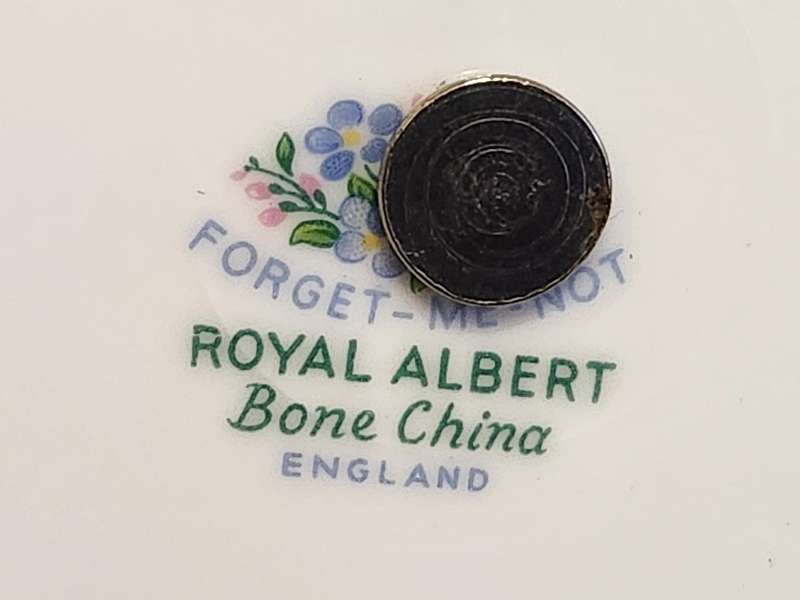 FORGET-ME-NOT
ROYAL ALBERT
Bone China
ENGLAND